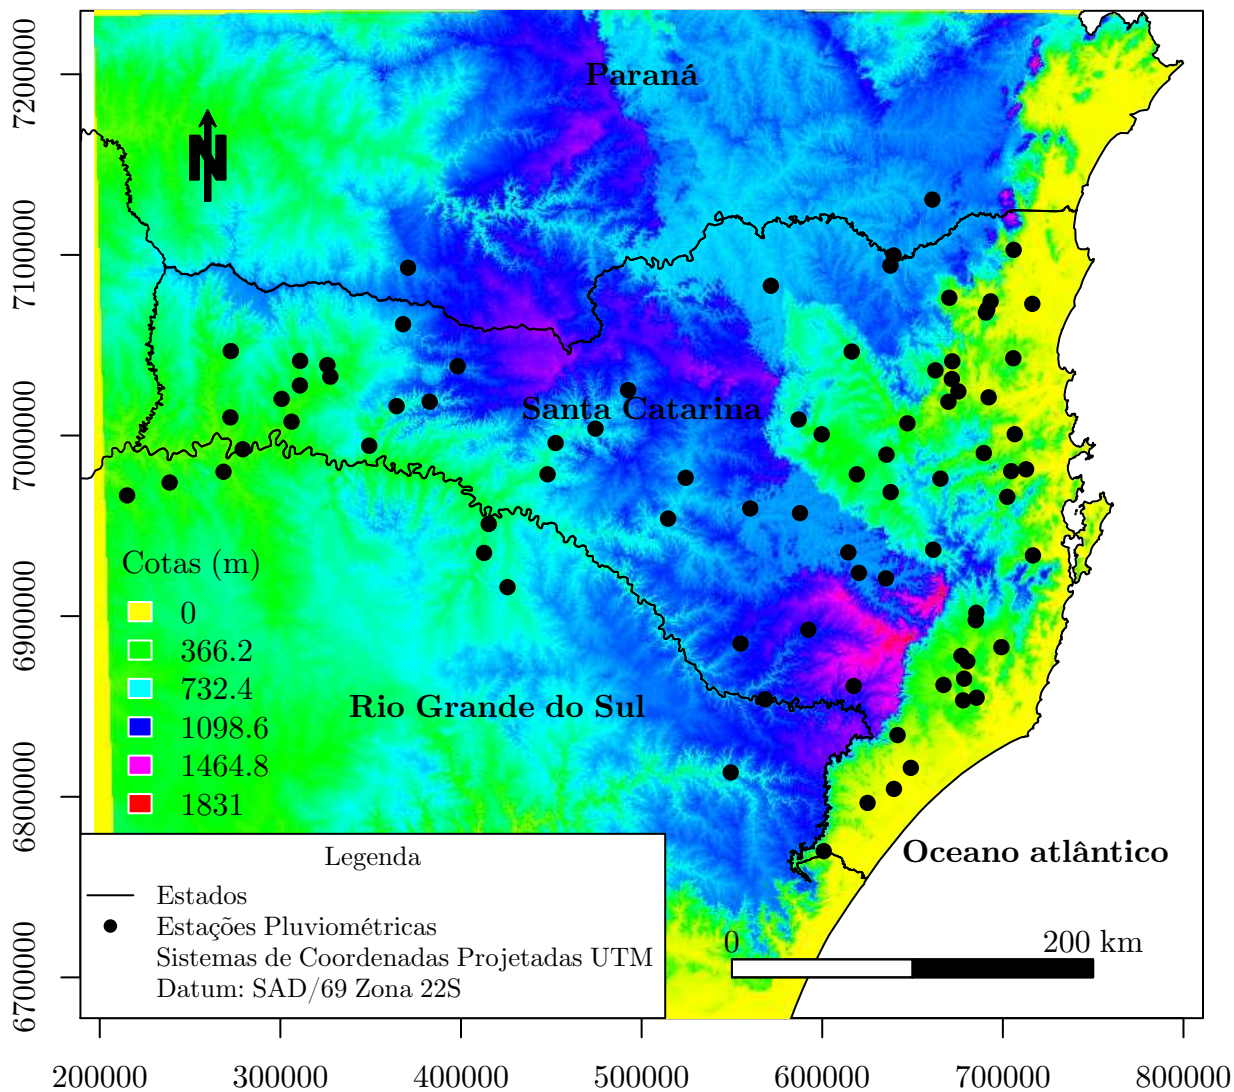 7200000
7100000
7000000
6900000
6800000
6700000
Paraná
N
Santa Catarina
Rio Grande do Sul
Oceano atlântico
Cotas (m)
0
366.2
732.4
1098.6
1464.8
1831
Legenda
Estados
Estações Pluviométricas
Sistemas de Coordenadas Projetadas UTM
Datum: SAD/69 Zona 22S
0 200 km
200000 300000 400000 500000 600000 700000 800000